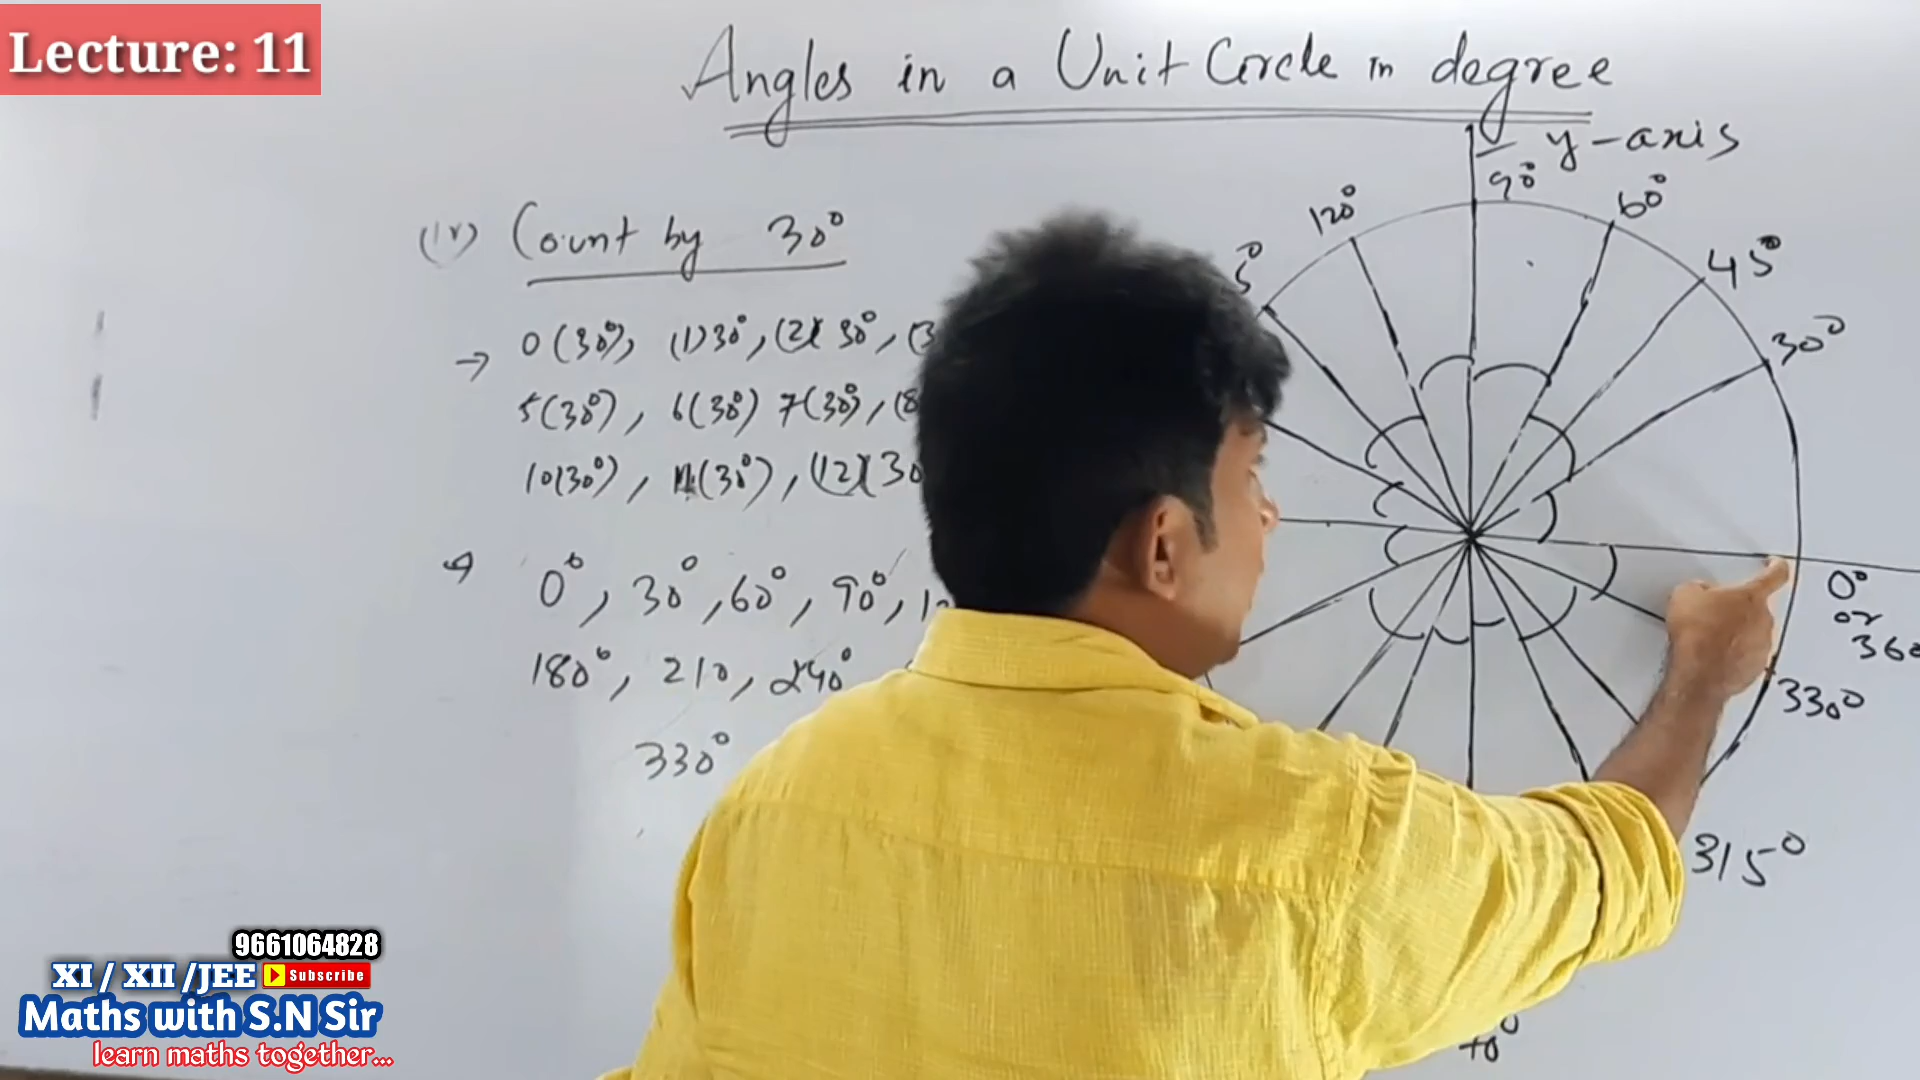 Lecture: 11
Angles in a Unit Circle in degree
y-axis
90°
120°
60°
45°
30°
(iv) Count by 30°
→ 0(30°), (1)30°, (2)(30°, (3
5(30°), 6(30°) 7(30°), (8
10(30°), 11(30°), (12)(30
0°, 30°, 60°, 90°, 12
180°, 210, 240°
330°
0°
or
360
330°
315°
9661064828
XI / XII /JEE Subscribe
Maths with S.N Sir
learn maths together...